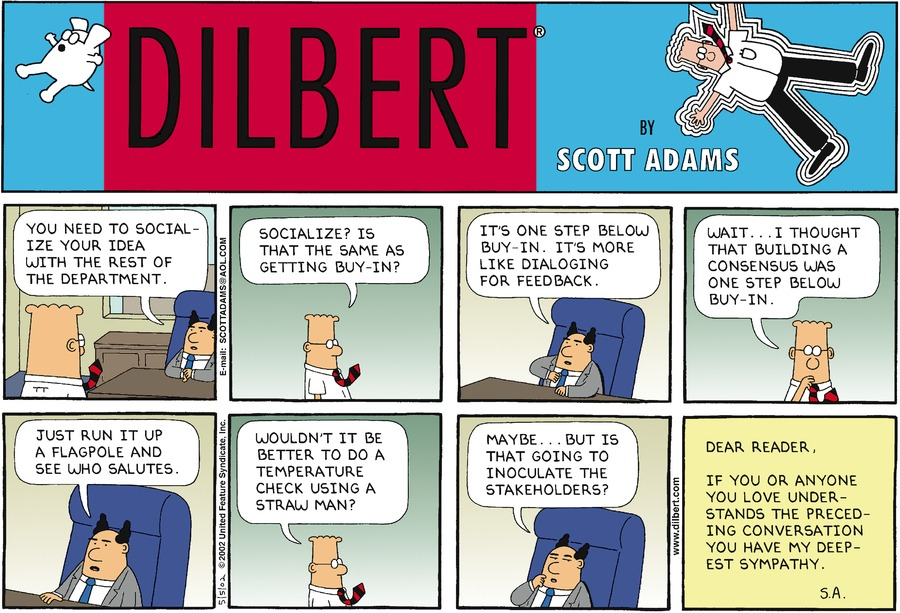 DILBERT®
BY
SCOTT ADAMS
YOU NEED TO SOCIAL-
IZE YOUR IDEA
WITH THE REST OF
THE DEPARTMENT.
E-mail: SCOTTADAMS@AOL.COM
SOCIALIZE? IS
THAT THE SAME AS
GETTING BUY-IN?
IT'S ONE STEP BELOW
BUY-IN. IT'S MORE
LIKE DIALOGING
FOR FEEDBACK.
WAIT...I THOUGHT
THAT BUILDING A
CONSENSUS WAS
ONE STEP BELOW
BUY-IN.
JUST RUN IT UP
A FLAGPOLE AND
SEE WHO SALUTES.
5/5/02 ©2002 United Feature Syndicate, Inc.
WOULDN'T IT BE
BETTER TO DO A
TEMPERATURE
CHECK USING A
STRAW MAN?
MAYBE...BUT IS
THAT GOING TO
INOCULATE THE
STAKEHOLDERS?
www.dilbert.com
DEAR READER,
IF YOU OR ANYONE
YOU LOVE UNDER-
STANDS THE PRECED-
ING CONVERSATION
YOU HAVE MY DEEP-
EST SYMPATHY.
S.A.